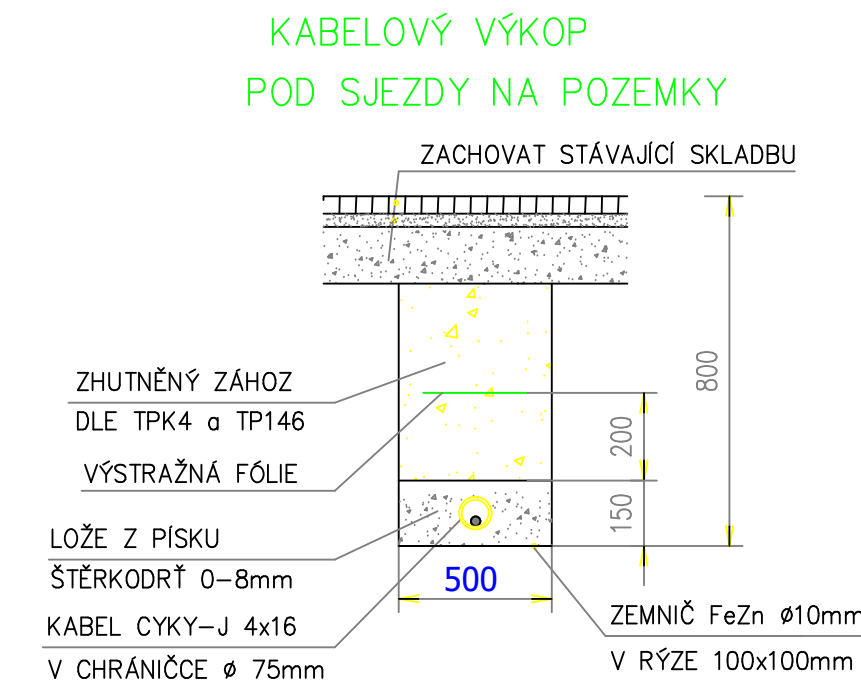 KABELOVÝ VÝKOP
POD SJEZDY NA POZEMKY
ZACHOVAT STÁVAJÍCÍ SKLADBU
800
ZHUTNĚNÝ ZÁHOZ
DLE TPK4 a TP146
200
VÝSTRAŽNÁ FÓLIE
150
LOŽE Z PÍSKU
ŠTĚRKODRŤ 0-8mm
500
KABEL CYKY-J 4x16
V CHRÁNIČCE ø 75mm
ZEMNIČ FeZn ø10mm
V RÝZE 100x100mm